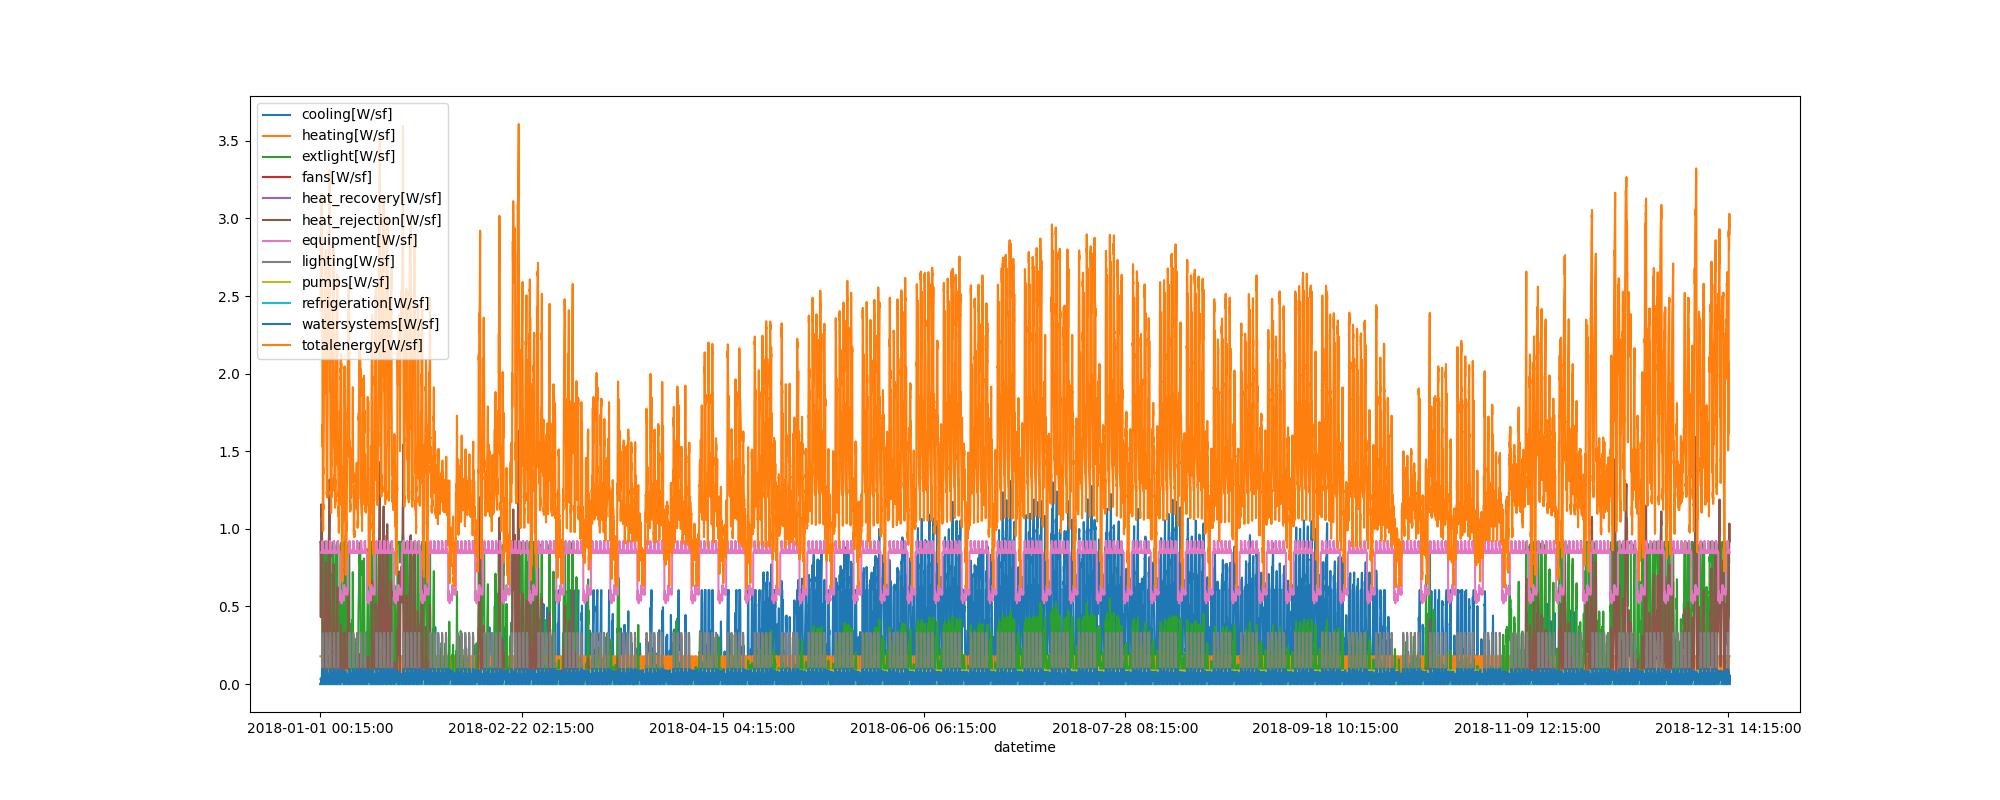 cooling[W/sf]
heating[W/sf]
extlight[W/sf]
fans[W/sf]
heat_recovery[W/sf]
heat_rejection[W/sf]
equipment[W/sf]
lighting[W/sf]
pumps[W/sf]
refrigeration[W/sf]
watersystems[W/sf]
totalenergy[W/sf]
3.5
3.0
2.5
2.0
1.5
1.0
0.5
0.0
2018-01-01 00:15:00 2018-02-22 02:15:00 2018-04-15 04:15:00 2018-06-06 06:15:00 2018-07-28 08:15:00 2018-09-18 10:15:00 2018-11-09 12:15:00 2018-12-31 14:15:00
datetime